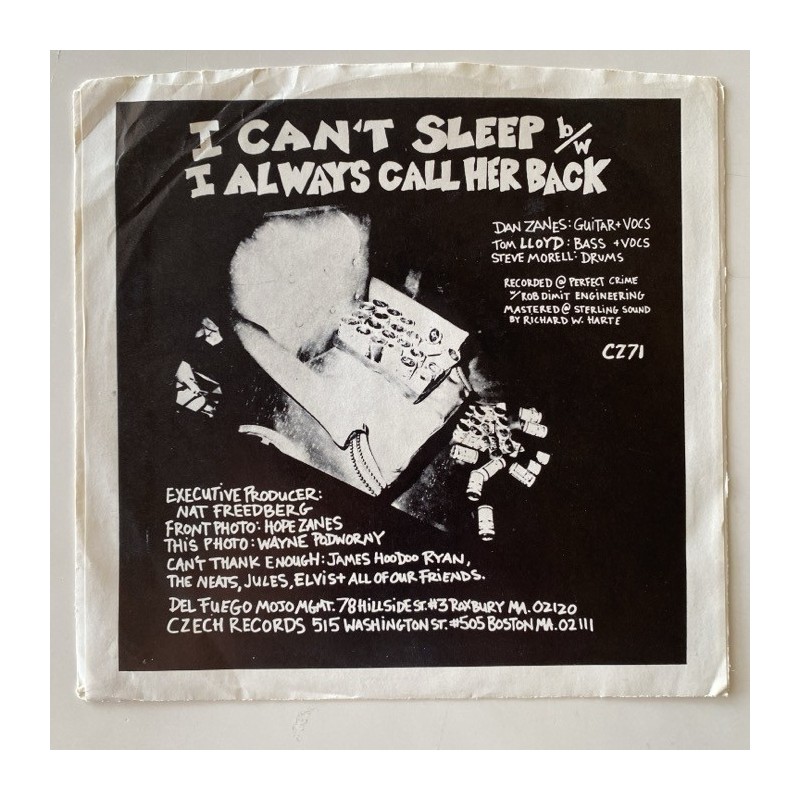 I CAN'T SLEEP b/w
I ALWAYS CALL HER BACK
DAN ZANES: GUITAR + VOCS
TOM LLOYD: BASS + VOCS
STEVE MORELL: DRUMS
RECORDED @ PERFECT CRIME
W/ROB DIMIT ENGINEERING
MASTERED @ STERLING SOUND
BY RICHARD W. HARTE
CZ71
EXECUTIVE PRODUCER:
NAT FREEDBERG
FRONT PHOTO: HOPE ZANES
THIS PHOTO: WAYNE PODWORNY
CAN'T THANK ENOUGH: JAMES HOODOO RYAN,
THE NEATS, JULES, ELVIS + ALL OF OUR FRIENDS.
DEL FUEGO MOJO MGMT. 78 HILLSIDE ST. #3 ROXBURY MA. 02120
CZECH RECORDS 515 WASHINGTON ST. #505 BOSTON MA. 02111